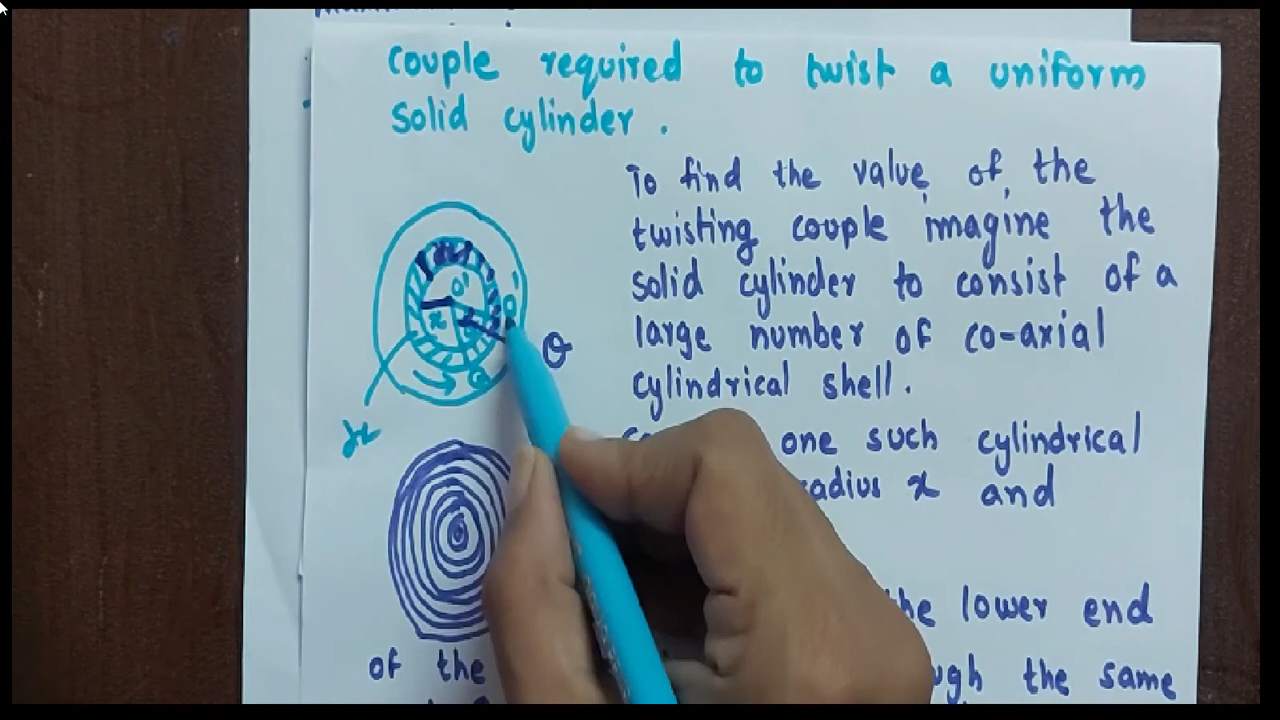 couple required to twist a uniform
solid cylinder.
To find the value of the
twisting couple imagine the
solid cylinder to consist of a
large number of co-axial
cylindrical shell.
one such cylindrical
radius x and
the lower end
of the
the same
O'
x
θ